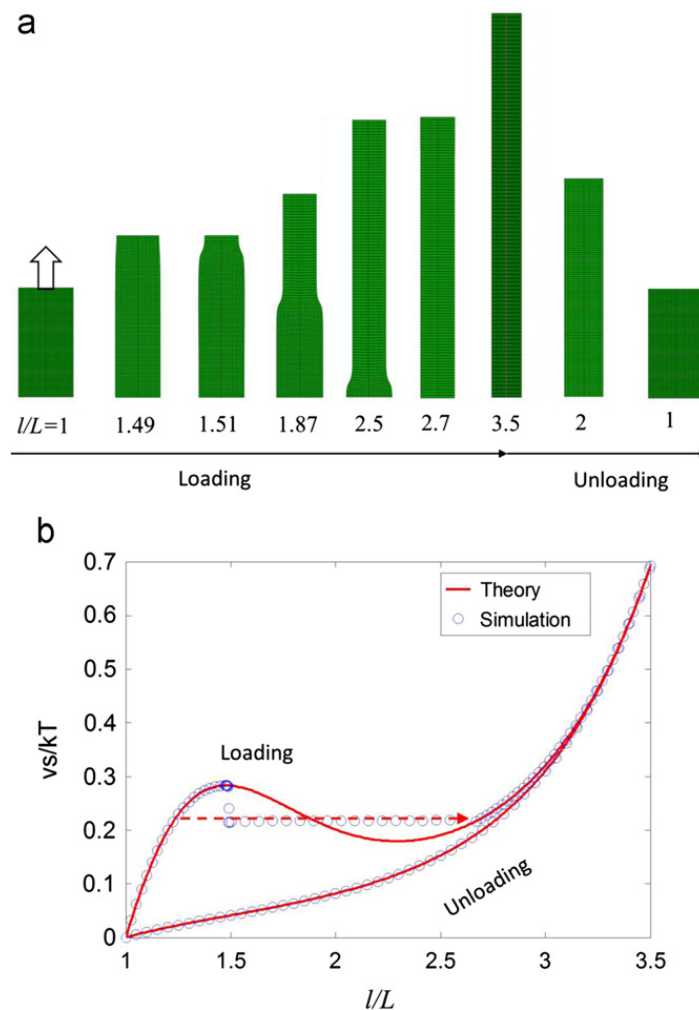 a
l/L=1 1.49 1.51 1.87 2.5 2.7 3.5 2 1
Loading Unloading
b
0.7
0.6
0.5
0.4
0.3
0.2
0.1
0
vs/kT
Theory
Simulation
Loading
Unloading
1 1.5 2 2.5 3 3.5
l/L